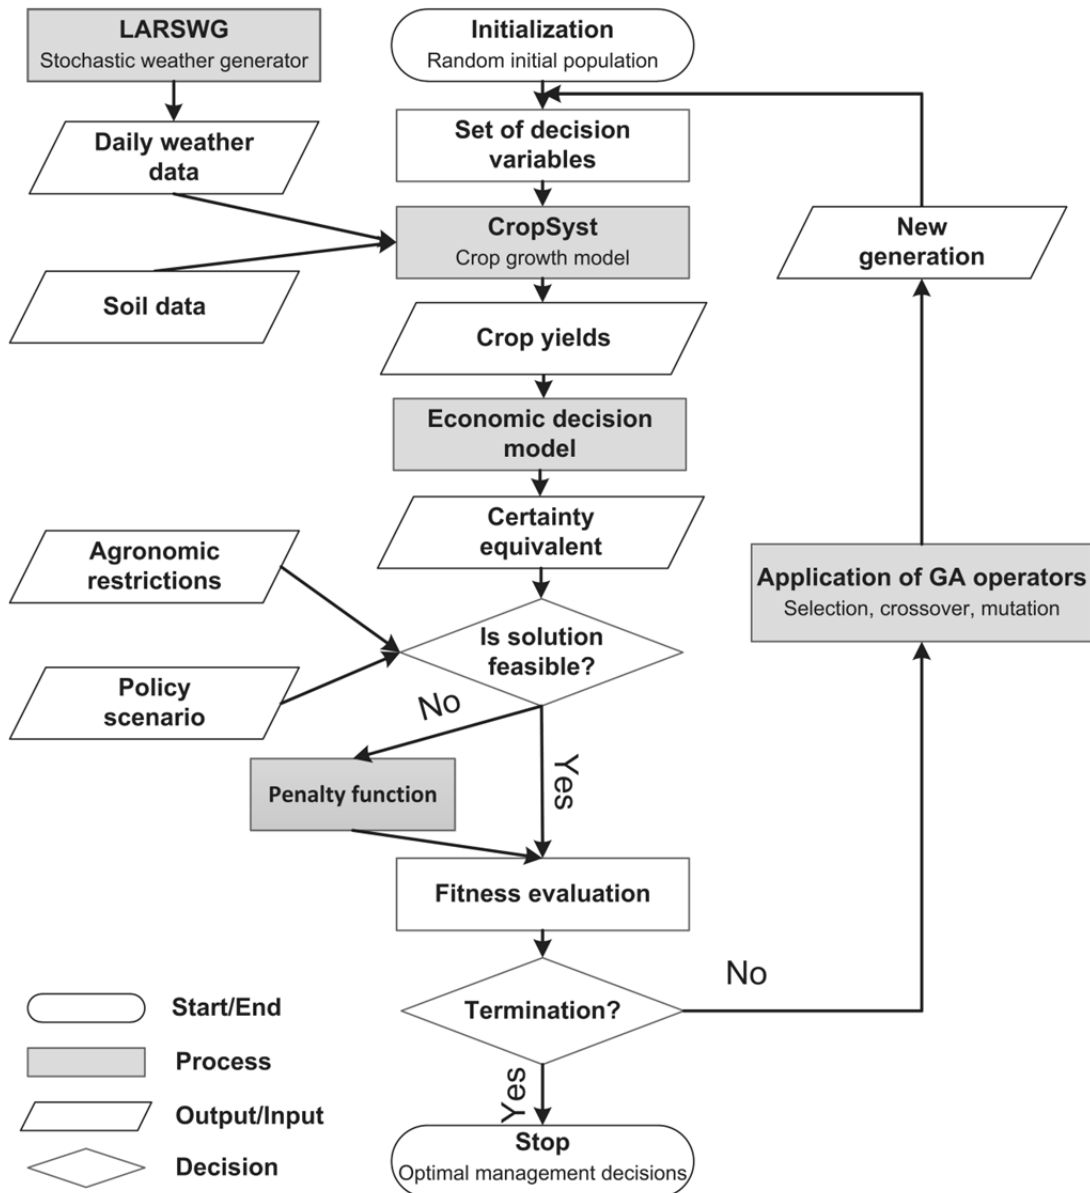 LARSWG
Stochastic weather generator
Initialization
Random initial population
Daily weather
data
Set of decision
variables
CropSyst
Crop growth model
New
generation
Soil data
Crop yields
Economic decision
model
Certainty
equivalent
Agronomic
restrictions
Application of GA operators
Selection, crossover, mutation
Is solution
feasible?
Policy
scenario
No
Yes
Penalty function
Fitness evaluation
No
Termination?
Yes
Stop
Optimal management decisions
Start/End
Process
Output/Input
Decision